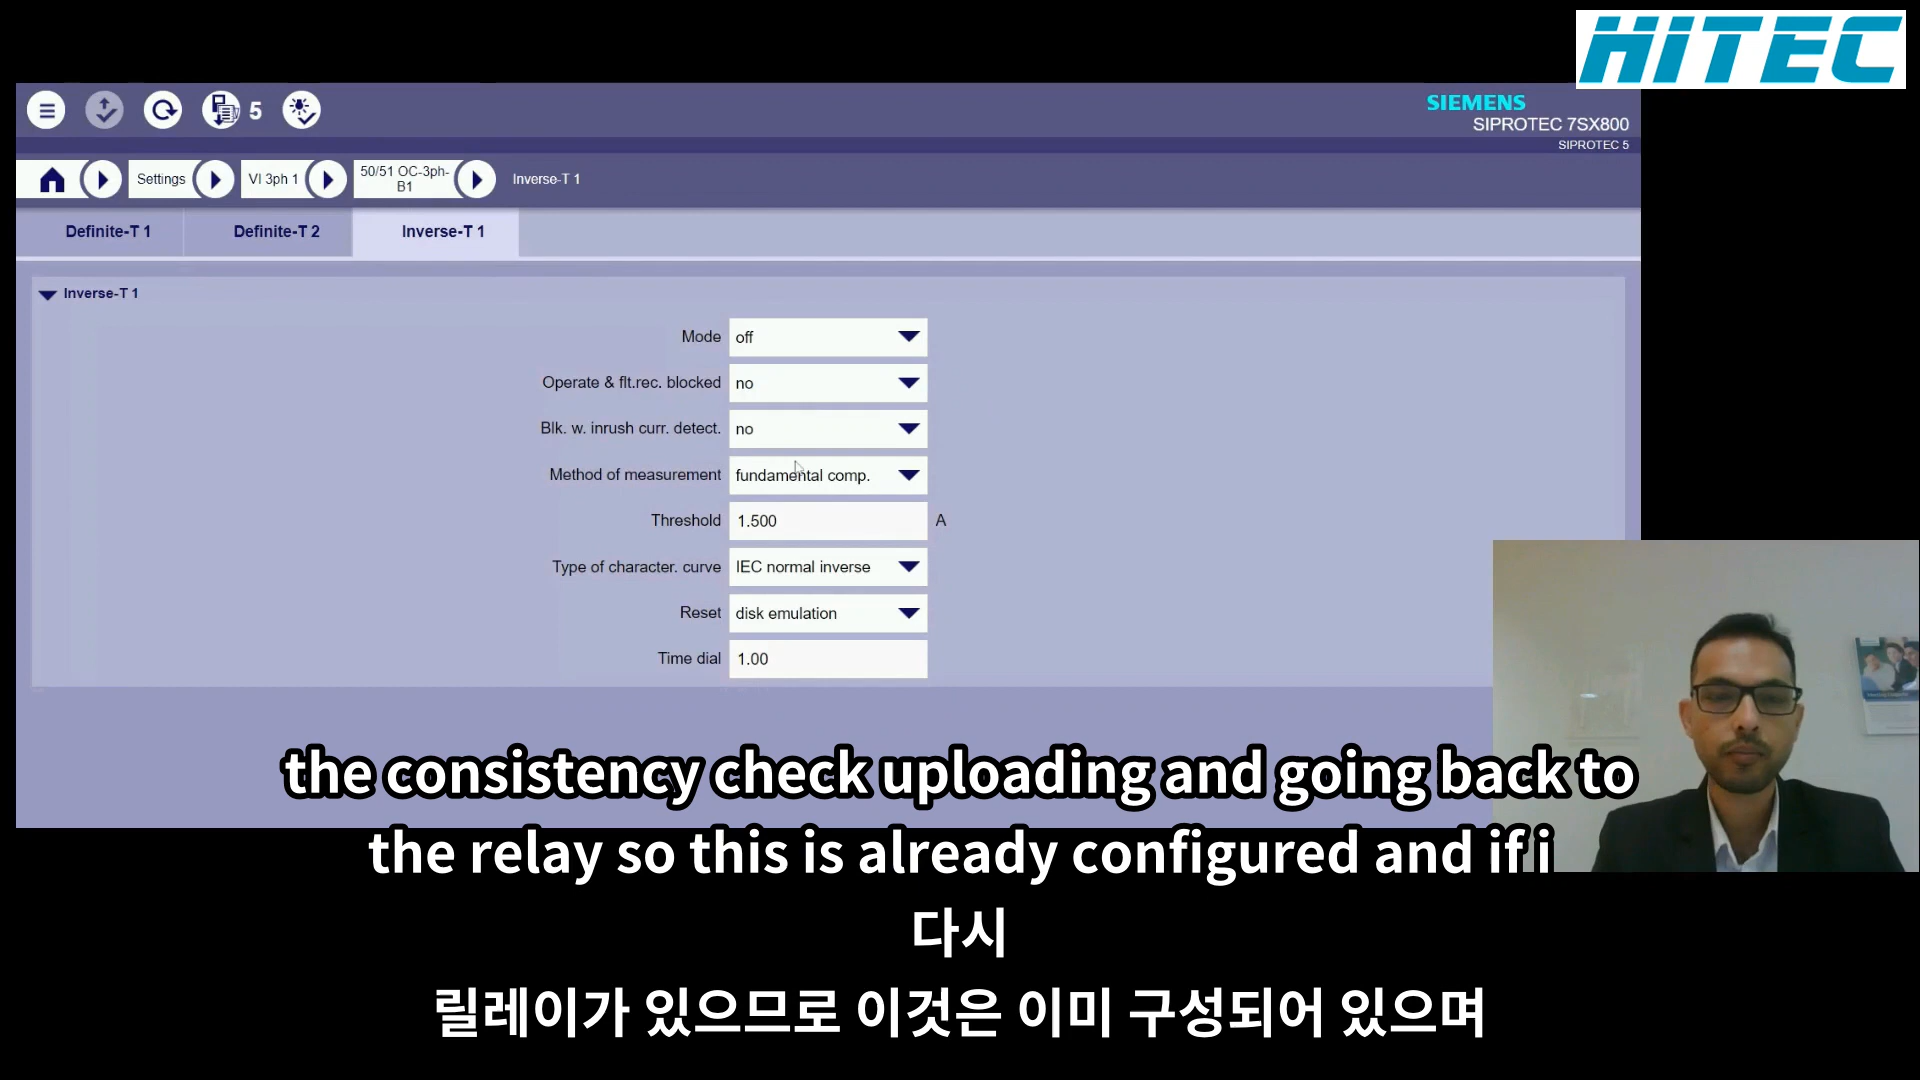 HiTEC
5
SIEMENS
SIPROTEC 7SX800
SIPROTEC 5
Settings
VI 3ph 1
50/51 OC-3ph-
B1
Inverse-T 1
Definite-T 1
Definite-T 2
Inverse-T 1
Inverse-T 1
Mode off
Operate & flt.rec. blocked no
Blk. w. inrush curr. detect. no
Method of measurement fundamental comp.
Threshold 1.500 A
Type of character. curve IEC normal inverse
Reset disk emulation
Time dial 1.00
the consistency check uploading and going back to
the relay so this is already configured and if i
다시
릴레이가 있으므로 이것은 이미 구성되어 있으며